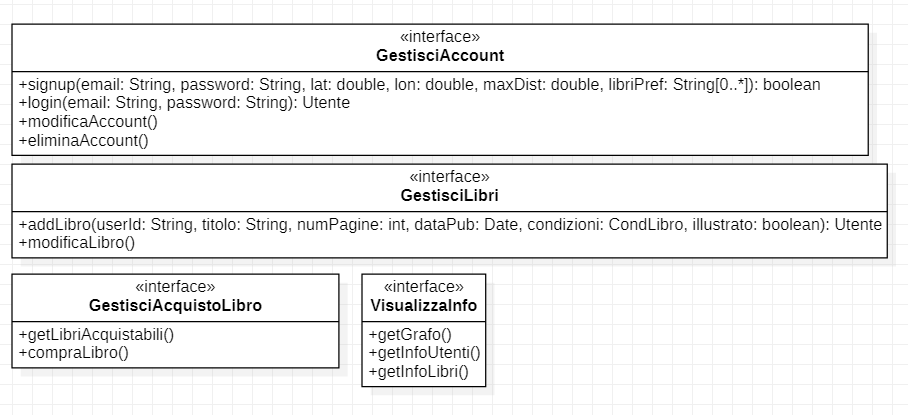 «interface»
GestisciAccount
+signup(email: String, password: String, lat: double, lon: double, maxDist: double, libriPref: String[0..*]): boolean
+login(email: String, password: String): Utente
+modificaAccount()
+eliminaAccount()
«interface»
GestisciLibri
+addLibro(userId: String, titolo: String, numPagine: int, dataPub: Date, condizioni: CondLibro, illustrato: boolean): Utente
+modificaLibro()
«interface»
GestisciAcquistoLibro
+getLibriAcquistabili()
+compraLibro()
«interface»
VisualizzaInfo
+getGrafo()
+getInfoUtenti()
+getInfoLibri()